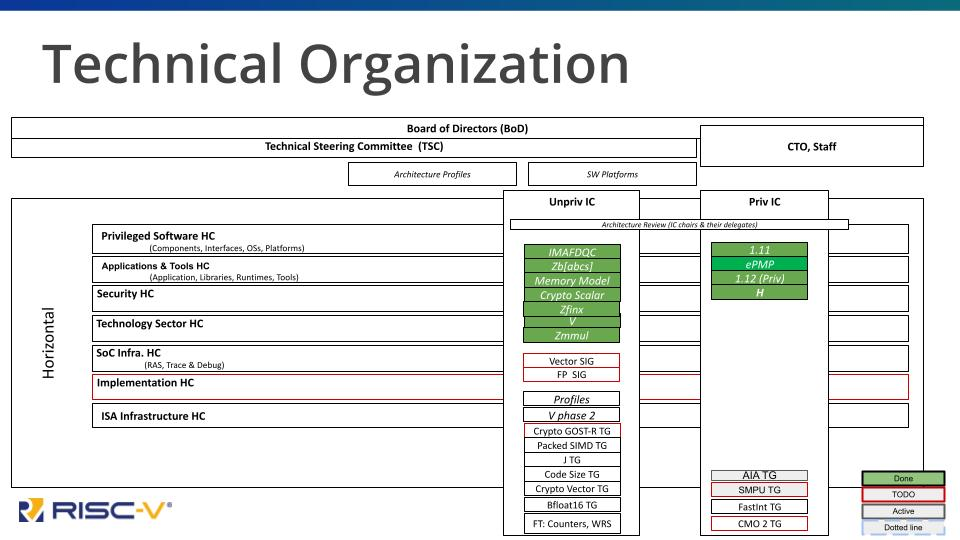 Technical Organization
Board of Directors (BoD)
Technical Steering Committee (TSC)
CTO, Staff
Architecture Profiles
SW Platforms
Unpriv IC
Priv IC
Architecture Review (IC chairs & their delegates)
Horizontal
Privileged Software HC
(Components, Interfaces, OSs, Platforms)
Applications & Tools HC
(Application, Libraries, Runtimes, Tools)
Security HC
Technology Sector HC
SoC Infra. HC
(RAS, Trace & Debug)
Implementation HC
ISA Infrastructure HC
IMAFDQC
Zb[abcs]
Memory Model
Crypto Scalar
Zfinx
V
Zmmul
Vector SIG
FP SIG
Profiles
V phase 2
Crypto GOST-R TG
Packed SIMD TG
J TG
Code Size TG
Crypto Vector TG
Bfloat16 TG
FT: Counters, WRS
1.11
ePMP
1.12 (Priv)
H
AIA TG
SMPU TG
FastInt TG
CMO 2 TG
Done
TODO
Active
Dotted line
RISC-V®